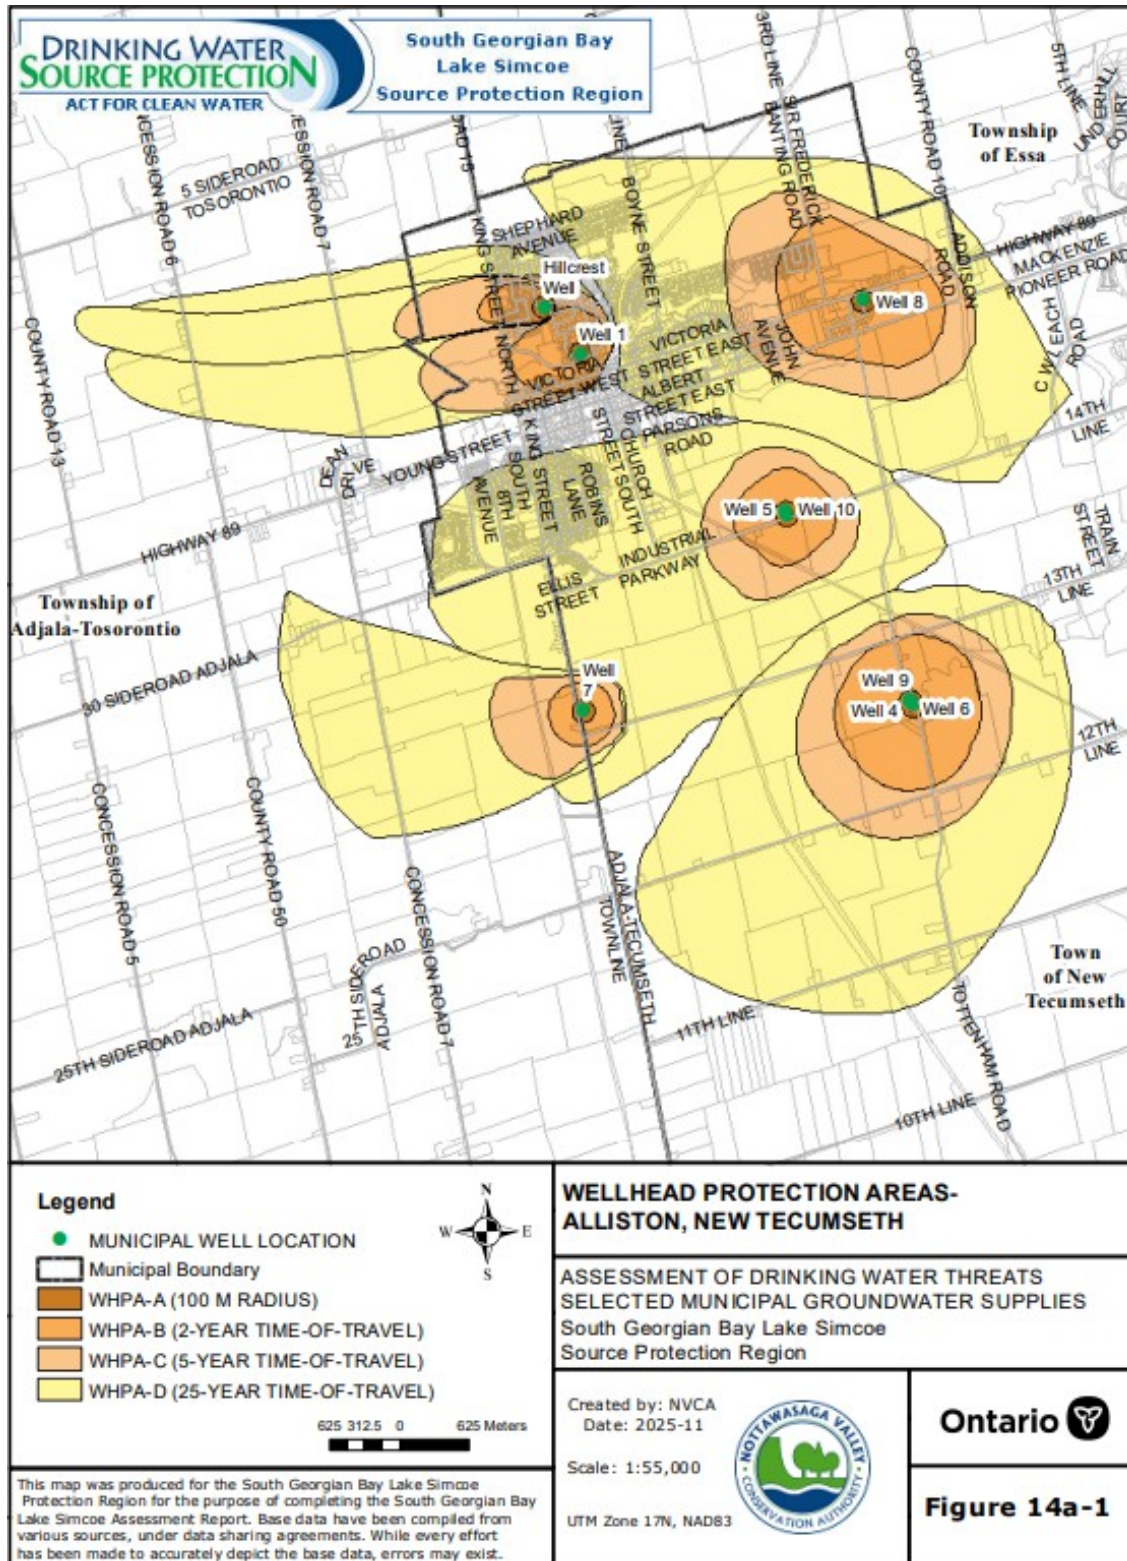 DRINKING WATER
SOURCE PROTECTION
ACT FOR CLEAN WATER
South Georgian Bay
Lake Simcoe
Source Protection Region
3RD LINE
SIR FREDERICK
BANTING ROAD
COUNTY ROAD 10
5TH LINE
UNDERHILL
COURT
Township
of Essa
CONCESSION ROAD 6
5 SIDEROAD
TOSORONTIO
BOYNE STREET
SHEPHARD
AVENUE
KING STREET NORTH
HIGHWAY 89
MACKENZIE
PIONEER ROAD
ADDISON
ROAD
Hillcrest
Well
Well 8
Well 1
VICTORIA
STREET WEST
VICTORIA
STREET EAST
ALBERT
STREET EAST
PARSONS
ROAD
JOHN
AVENUE
C W LEACH
ROAD
14TH
LINE
COUNTY ROAD 13
DEAN
DRIVE
YOUNG STREET
KING STREET
SOUTH
8TH
AVENUE
ROBINS
LANE
CHURCH
STREET SOUTH
Well 5
Well 10
TRAIN
STREET
HIGHWAY 89
INDUSTRIAL
PARKWAY
ELLIS
STREET
13TH
LINE
Township of
Adjala-Tosorontio
30 SIDEROAD ADJALA
Well
7
Well 9
Well 4
Well 6
12TH
LINE
CONCESSION ROAD 5
COUNTY ROAD 50
CONCESSION ROAD 7
ADJALA-TECUMSETH
TOWNLINE
25TH SIDEROAD ADJALA
25
TH SIDEROAD
ADJALA
11TH LINE
TOTTENHAM ROAD
10TH LINE
Town
of New
Tecumseth
Legend
MUNICIPAL WELL LOCATION
Municipal Boundary
WHPA-A (100 M RADIUS)
WHPA-B (2-YEAR TIME-OF-TRAVEL)
WHPA-C (5-YEAR TIME-OF-TRAVEL)
WHPA-D (25-YEAR TIME-OF-TRAVEL)
N
W E
S
625 312.5 0 625 Meters
This map was produced for the South Georgian Bay Lake Simcoe
Protection Region for the purpose of completing the South Georgian Bay
Lake Simcoe Assessment Report. Base data have been compiled from
various sources, under data sharing agreements. While every effort
has been made to accurately depict the base data, errors may exist.
WELLHEAD PROTECTION AREAS-
ALLISTON, NEW TECUMSETH
ASSESSMENT OF DRINKING WATER THREATS
SELECTED MUNICIPAL GROUNDWATER SUPPLIES
South Georgian Bay Lake Simcoe
Source Protection Region
Created by: NVCA
Date: 2025-11
Scale: 1:55,000
UTM Zone 17N, NAD83
NOTTAWASAGA VALLEY
CONSERVATION AUTHORITY
Ontario
Figure 14a-1